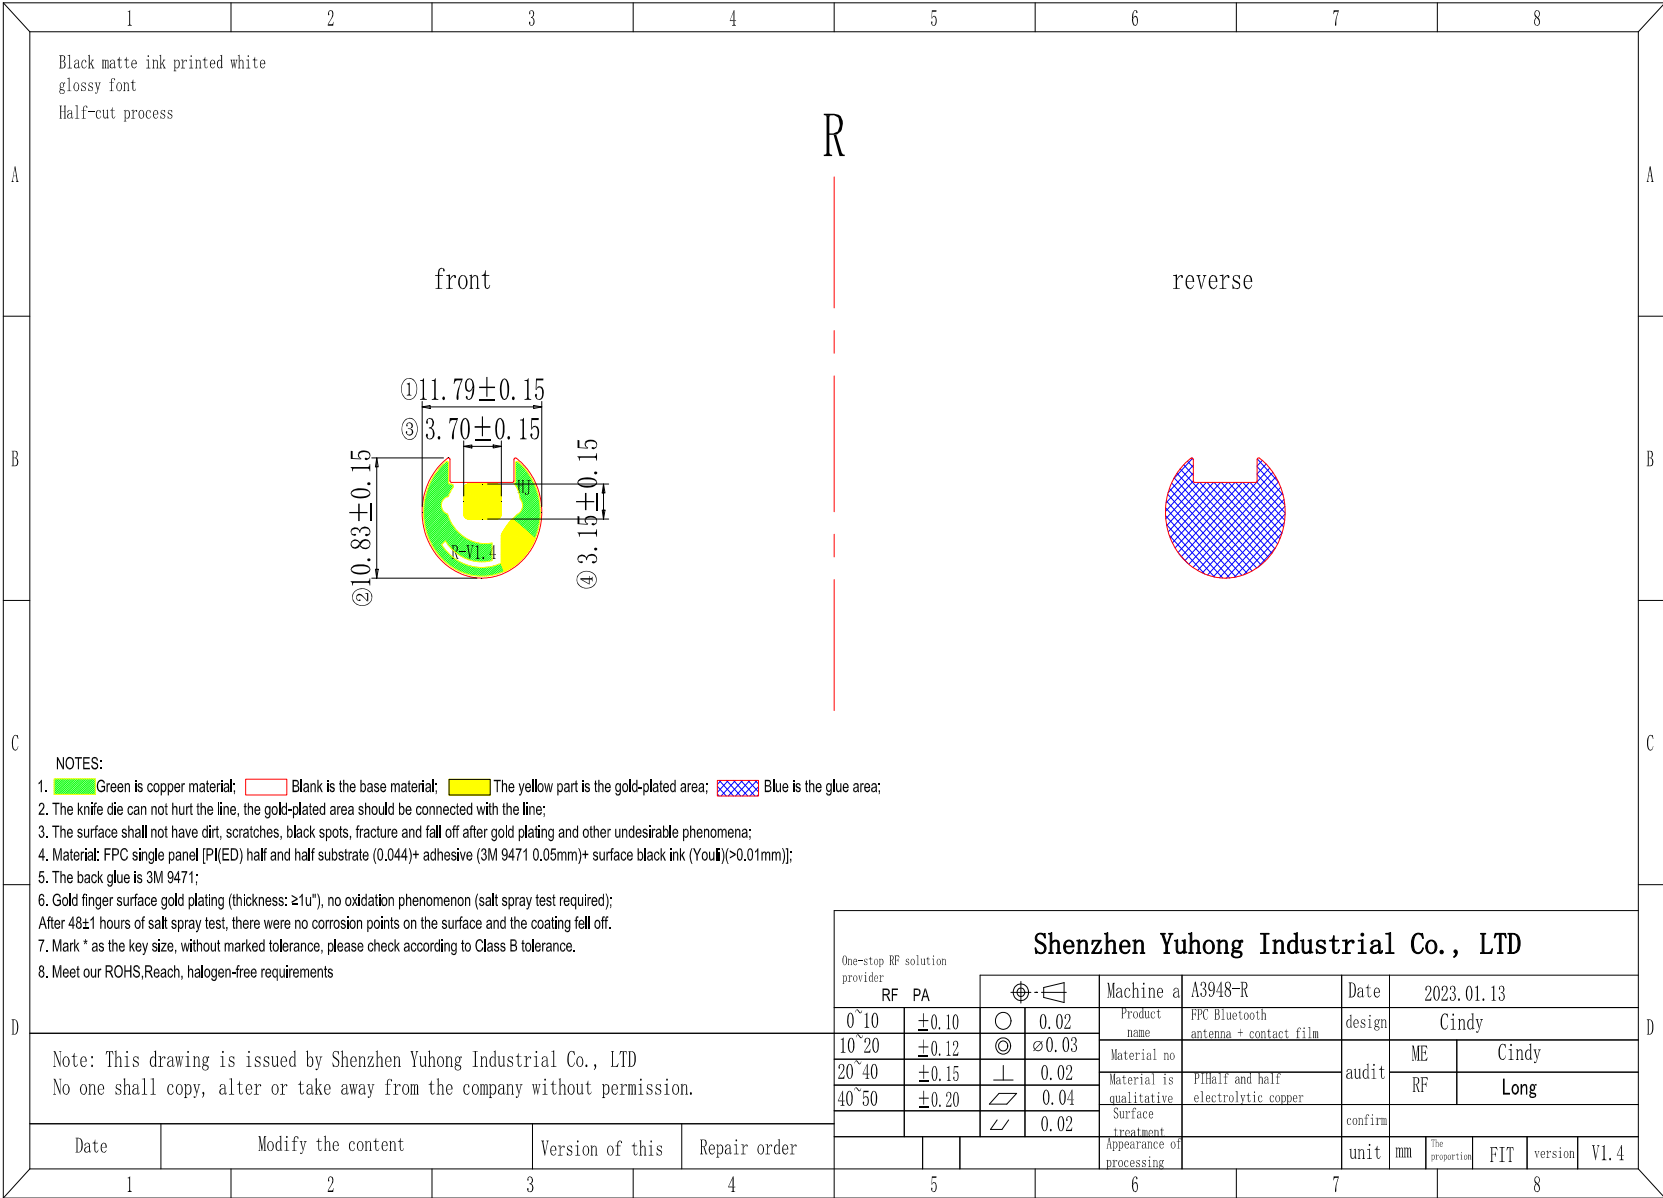 1 2 3 4 5 6 7 8
Black matte ink printed white
glossy font
Half-cut process
R
A A
front reverse
①11.79±0.15
③3.70±0.15
②10.83±0.15
④3.15±0.15
HJ
R-V1.4
B B
C C
NOTES:
1. Green is copper material; Blank is the base material; The yellow part is the gold-plated area; Blue is the glue area;
2. The knife die can not hurt the line, the gold-plated area should be connected with the line;
3. The surface shall not have dirt, scratches, black spots, fracture and fall off after gold plating and other undesirable phenomena;
4. Material: FPC single panel [PI(ED) half and half substrate (0.044)+ adhesive (3M 9471 0.05mm)+ surface black ink (Youli)(>0.01mm)];
5. The back glue is 3M 9471;
6. Gold finger surface gold plating (thickness: ≥1u"), no oxidation phenomenon (salt spray test required);
After 48±1 hours of salt spray test, there were no corrosion points on the surface and the coating fell off.
7. Mark * as the key size, without marked tolerance, please check according to Class B tolerance.
8. Meet our ROHS,Reach, halogen-free requirements
D D
Note: This drawing is issued by Shenzhen Yuhong Industrial Co., LTD
No one shall copy, alter or take away from the company without permission.
Date Modify the content Version of this Repair order
Shenzhen Yuhong Industrial Co., LTD
One-stop RF solution
provider
RF PA
Machine a A3948-R Date 2023.01.13
0~10 ±0.10 0.02 Product name FPC Bluetooth antenna + contact film design Cindy
10~20 ±0.12 ⌀0.03 Material no audit ME Cindy
20~40 ±0.15 0.02 Material is qualitative PIHalf and half electrolytic copper RF Long
40~50 ±0.20 0.04 Surface treatment confirm
0.02
Appearance of processing unit mm The proportion FIT version V1.4
1 2 3 4 5 6 7 8